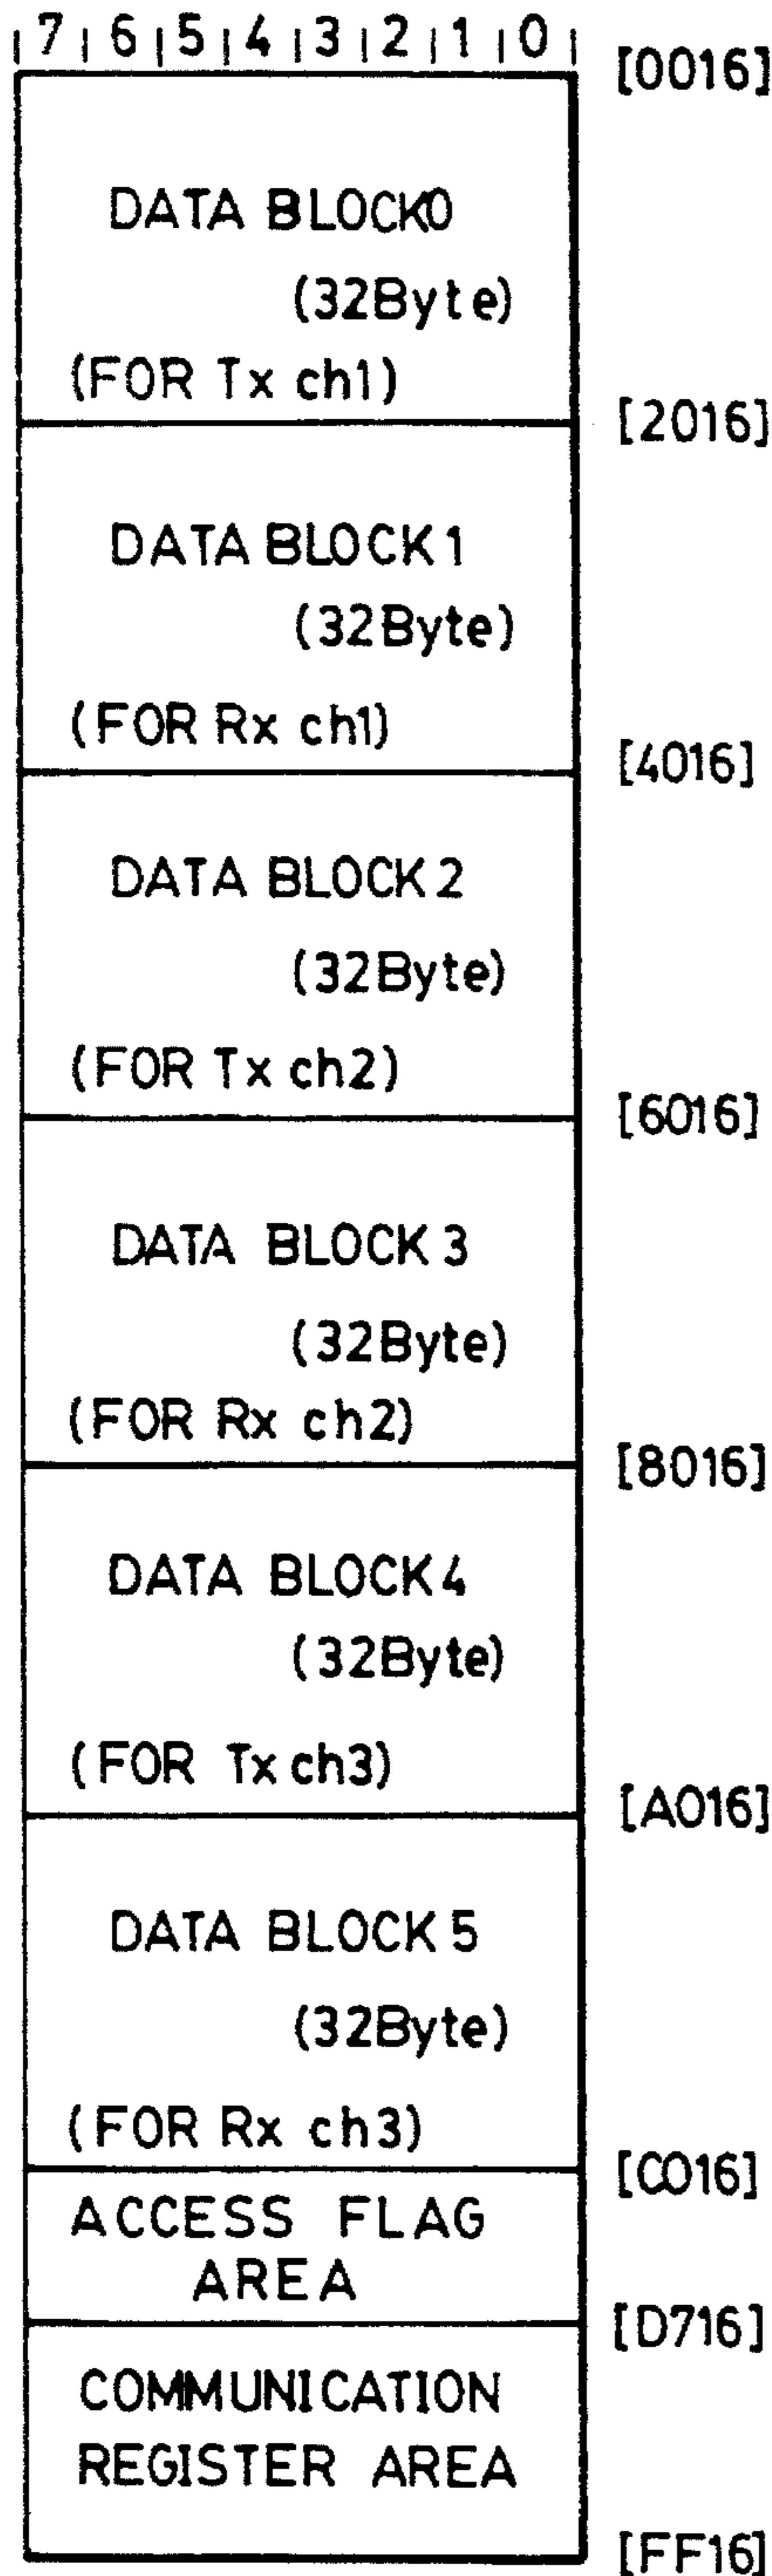 7 6 5 4 3 2 1 0
[0016]
DATA BLOCK0
(32Byte)
(FOR Tx ch1)
[2016]
DATA BLOCK1
(32Byte)
(FOR Rx ch1)
[4016]
DATA BLOCK2
(32Byte)
(FOR Tx ch2)
[6016]
DATA BLOCK3
(32Byte)
(FOR Rx ch2)
[8016]
DATA BLOCK4
(32Byte)
(FOR Tx ch3)
[A016]
DATA BLOCK5
(32Byte)
(FOR Rx ch3)
[C016]
ACCESS FLAG
AREA
[D716]
COMMUNICATION
REGISTER AREA
[FF16]